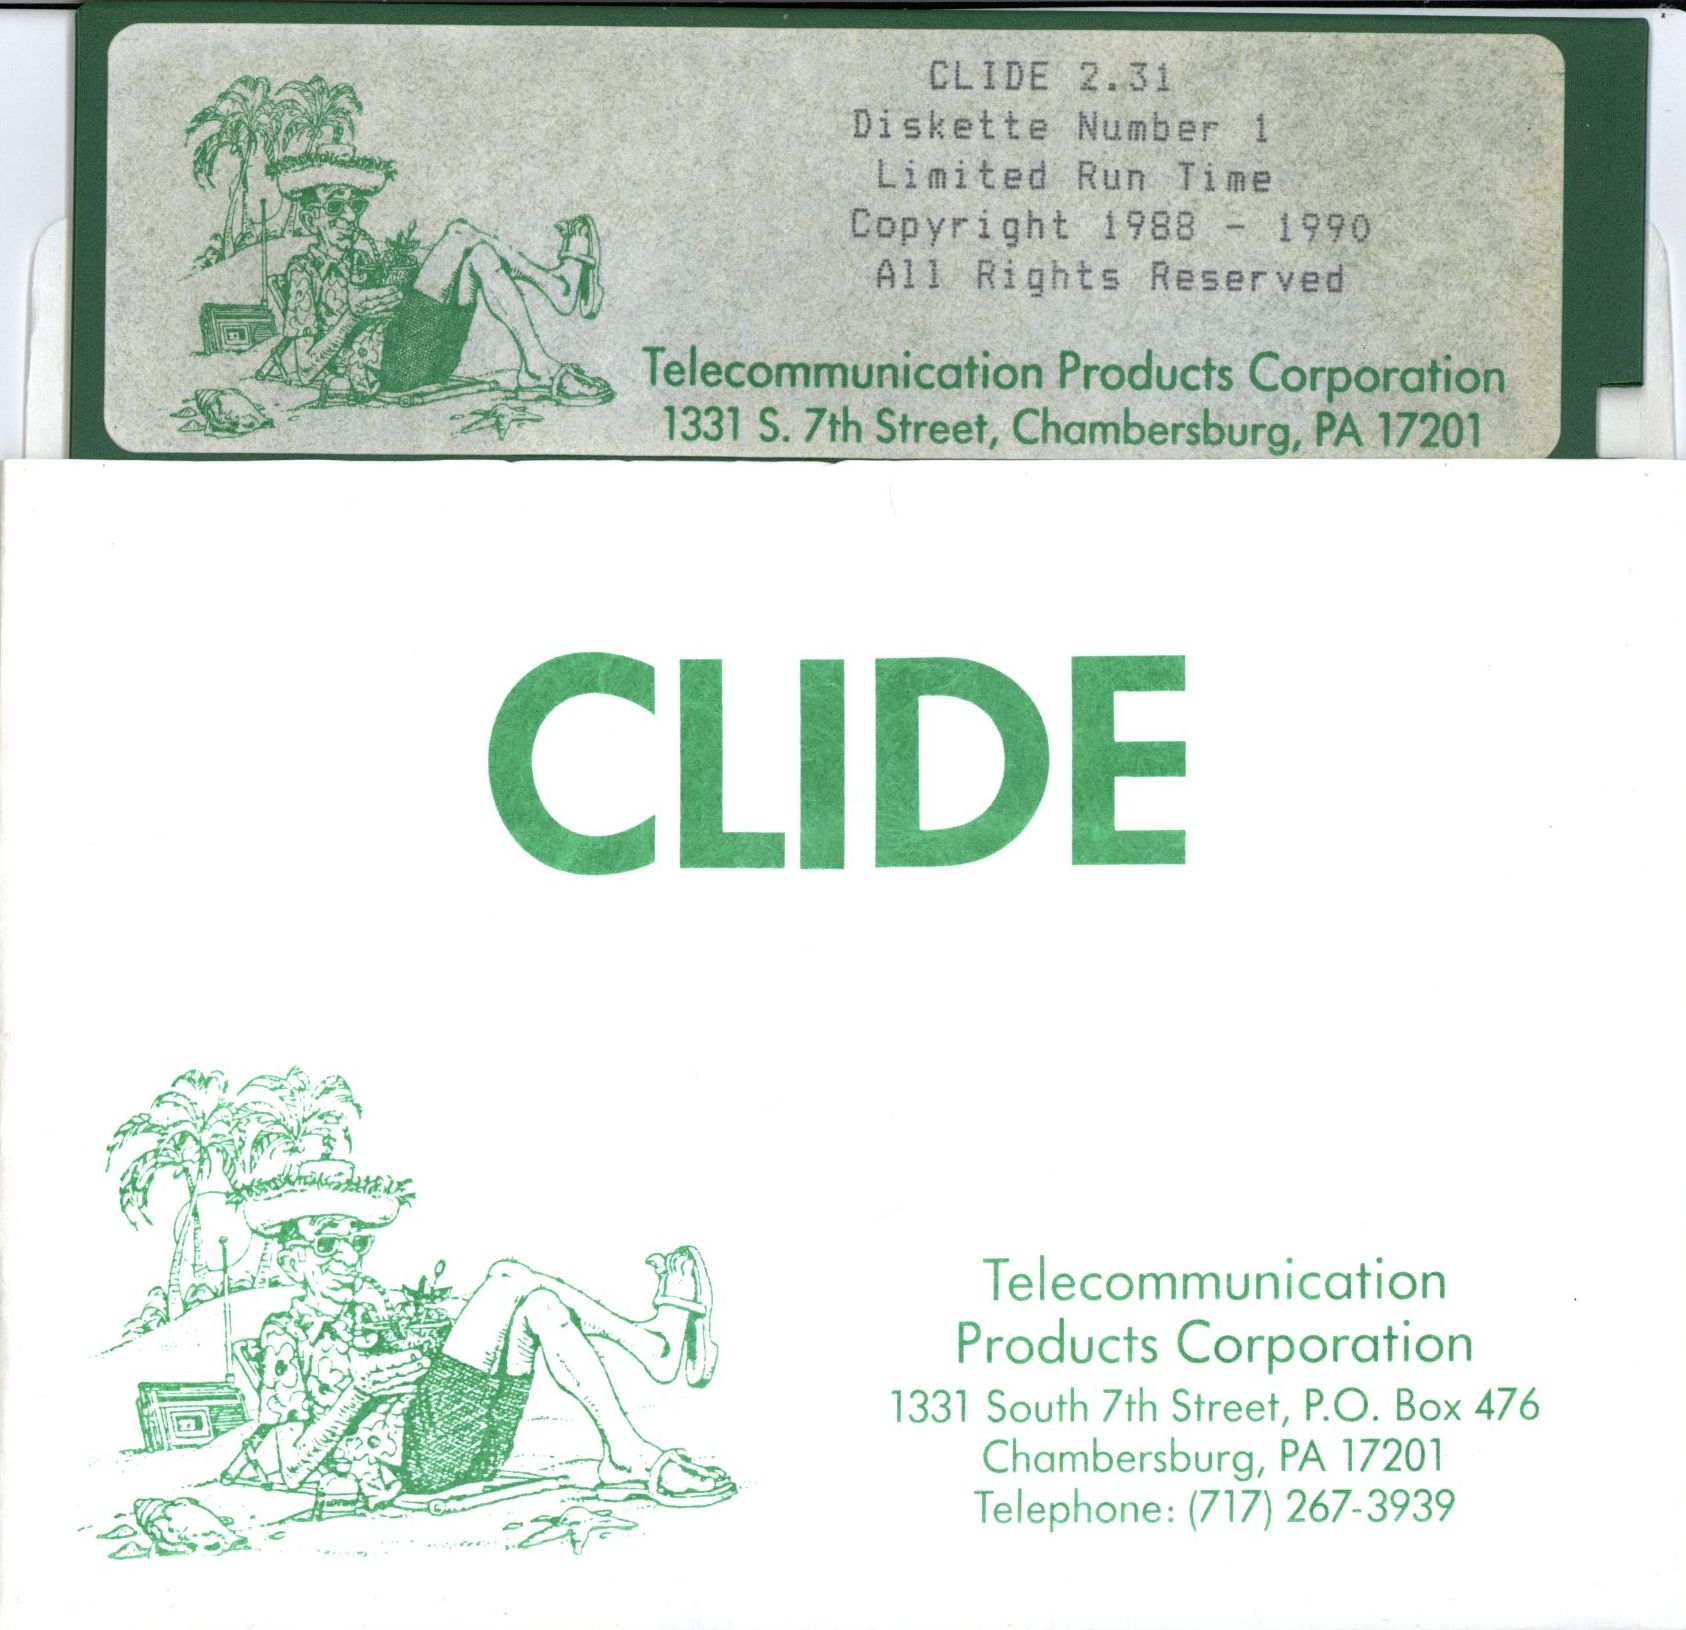 CLIDE 2.31
Diskette Number 1
Limited Run Time
Copyright 1988 - 1990
All Rights Reserved
Telecommunication Products Corporation
1331 S. 7th Street, Chambersburg, PA 17201
CLIDE
Telecommunication
Products Corporation
1331 South 7th Street, P.O. Box 476
Chambersburg, PA 17201
Telephone: (717) 267-3939